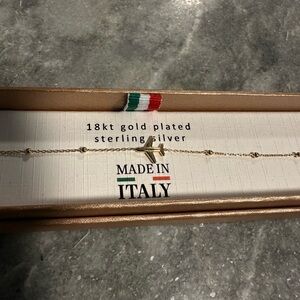 18kt gold plated
sterling silver
MADE IN
ITALY